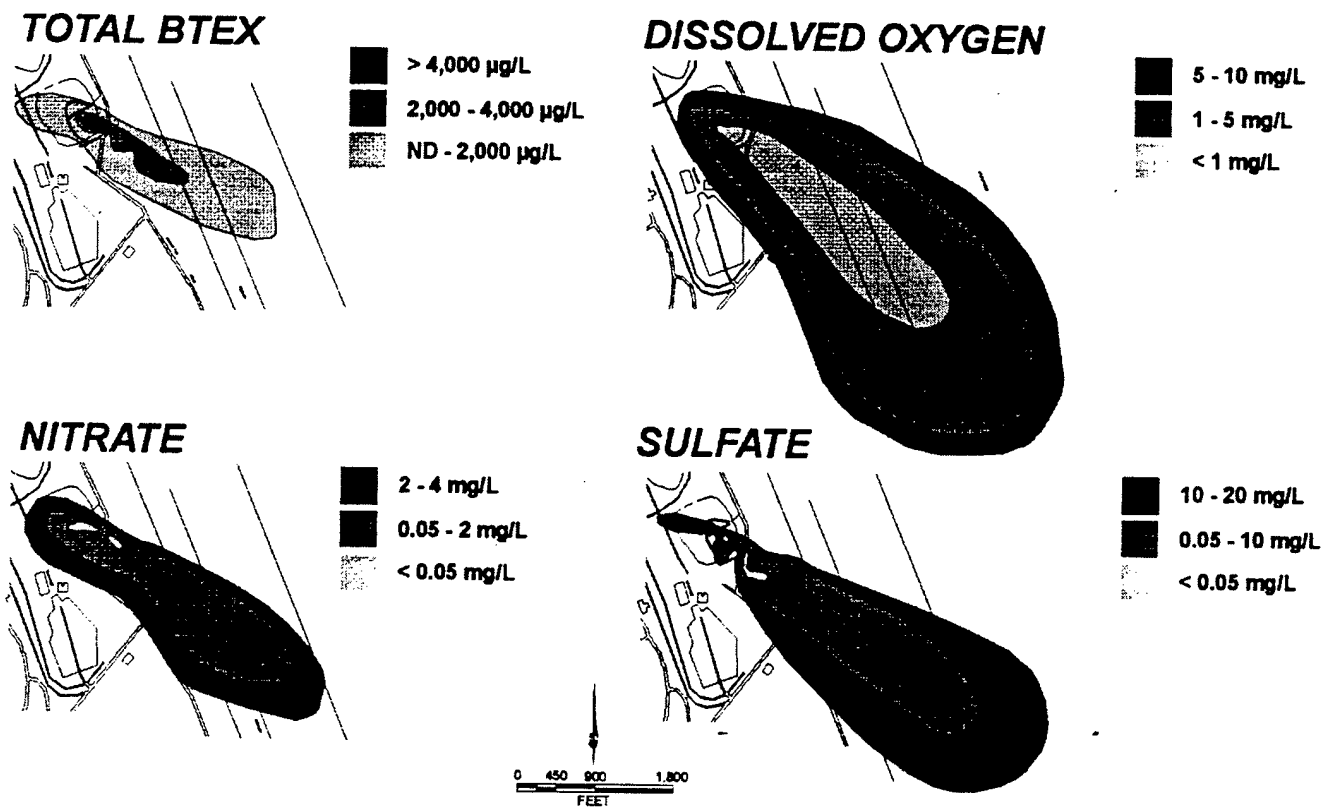 TOTAL BTEX
> 4,000 µg/L
2,000 - 4,000 µg/L
ND - 2,000 µg/L
DISSOLVED OXYGEN
5 - 10 mg/L
1 - 5 mg/L
< 1 mg/L
NITRATE
2 - 4 mg/L
0.05 - 2 mg/L
< 0.05 mg/L
SULFATE
10 - 20 mg/L
0.05 - 10 mg/L
< 0.05 mg/L
0 450 900 1,800
FEET